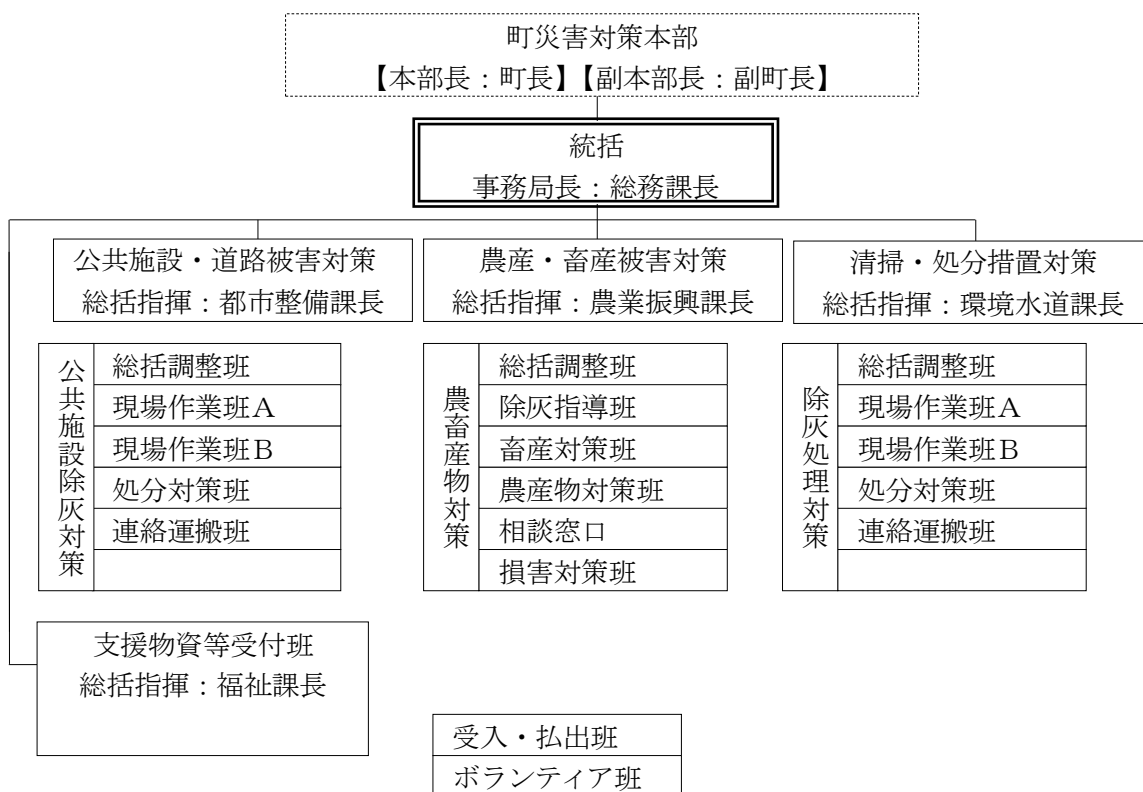 町災害対策本部
【本部長：町長】【副本部長：副町長】
統括
事務局長：総務課長
公共施設・道路被害対策
総括指揮：都市整備課長
農産・畜産被害対策
総括指揮：農業振興課長
清掃・処分措置対策
総括指揮：環境水道課長
公共施設除灰対策
総括調整班
現場作業班Ａ
現場作業班Ｂ
処分対策班
連絡運搬班
農畜産物対策
総括調整班
除灰指導班
畜産対策班
農産物対策班
相談窓口
損害対策班
除灰処理対策
総括調整班
現場作業班Ａ
現場作業班Ｂ
処分対策班
連絡運搬班
支援物資等受付班
総括指揮：福祉課長
受入・払出班
ボランティア班